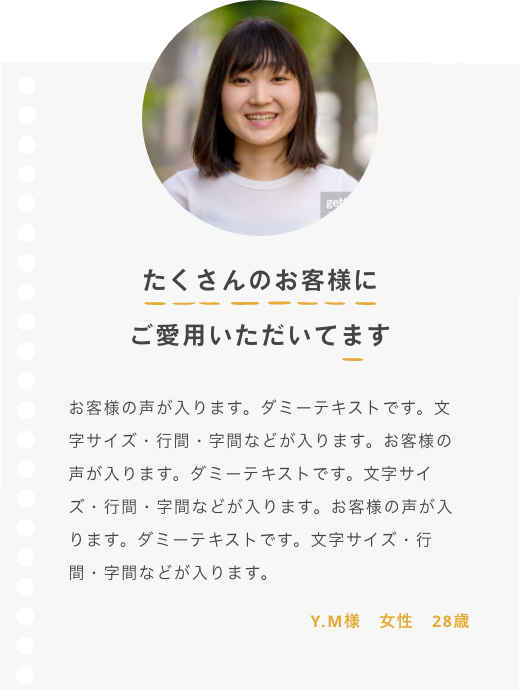 たくさんのお客様に
ご愛用いただいてます
お客様の声が入ります。ダミーテキストです。文
字サイズ・行間・字間などが入ります。お客様の
声が入ります。ダミーテキストです。文字サイ
ズ・行間・字間などが入ります。お客様の声が入
ります。ダミーテキストです。文字サイズ・行
間・字間などが入ります。
Y.M様　女性　28歳